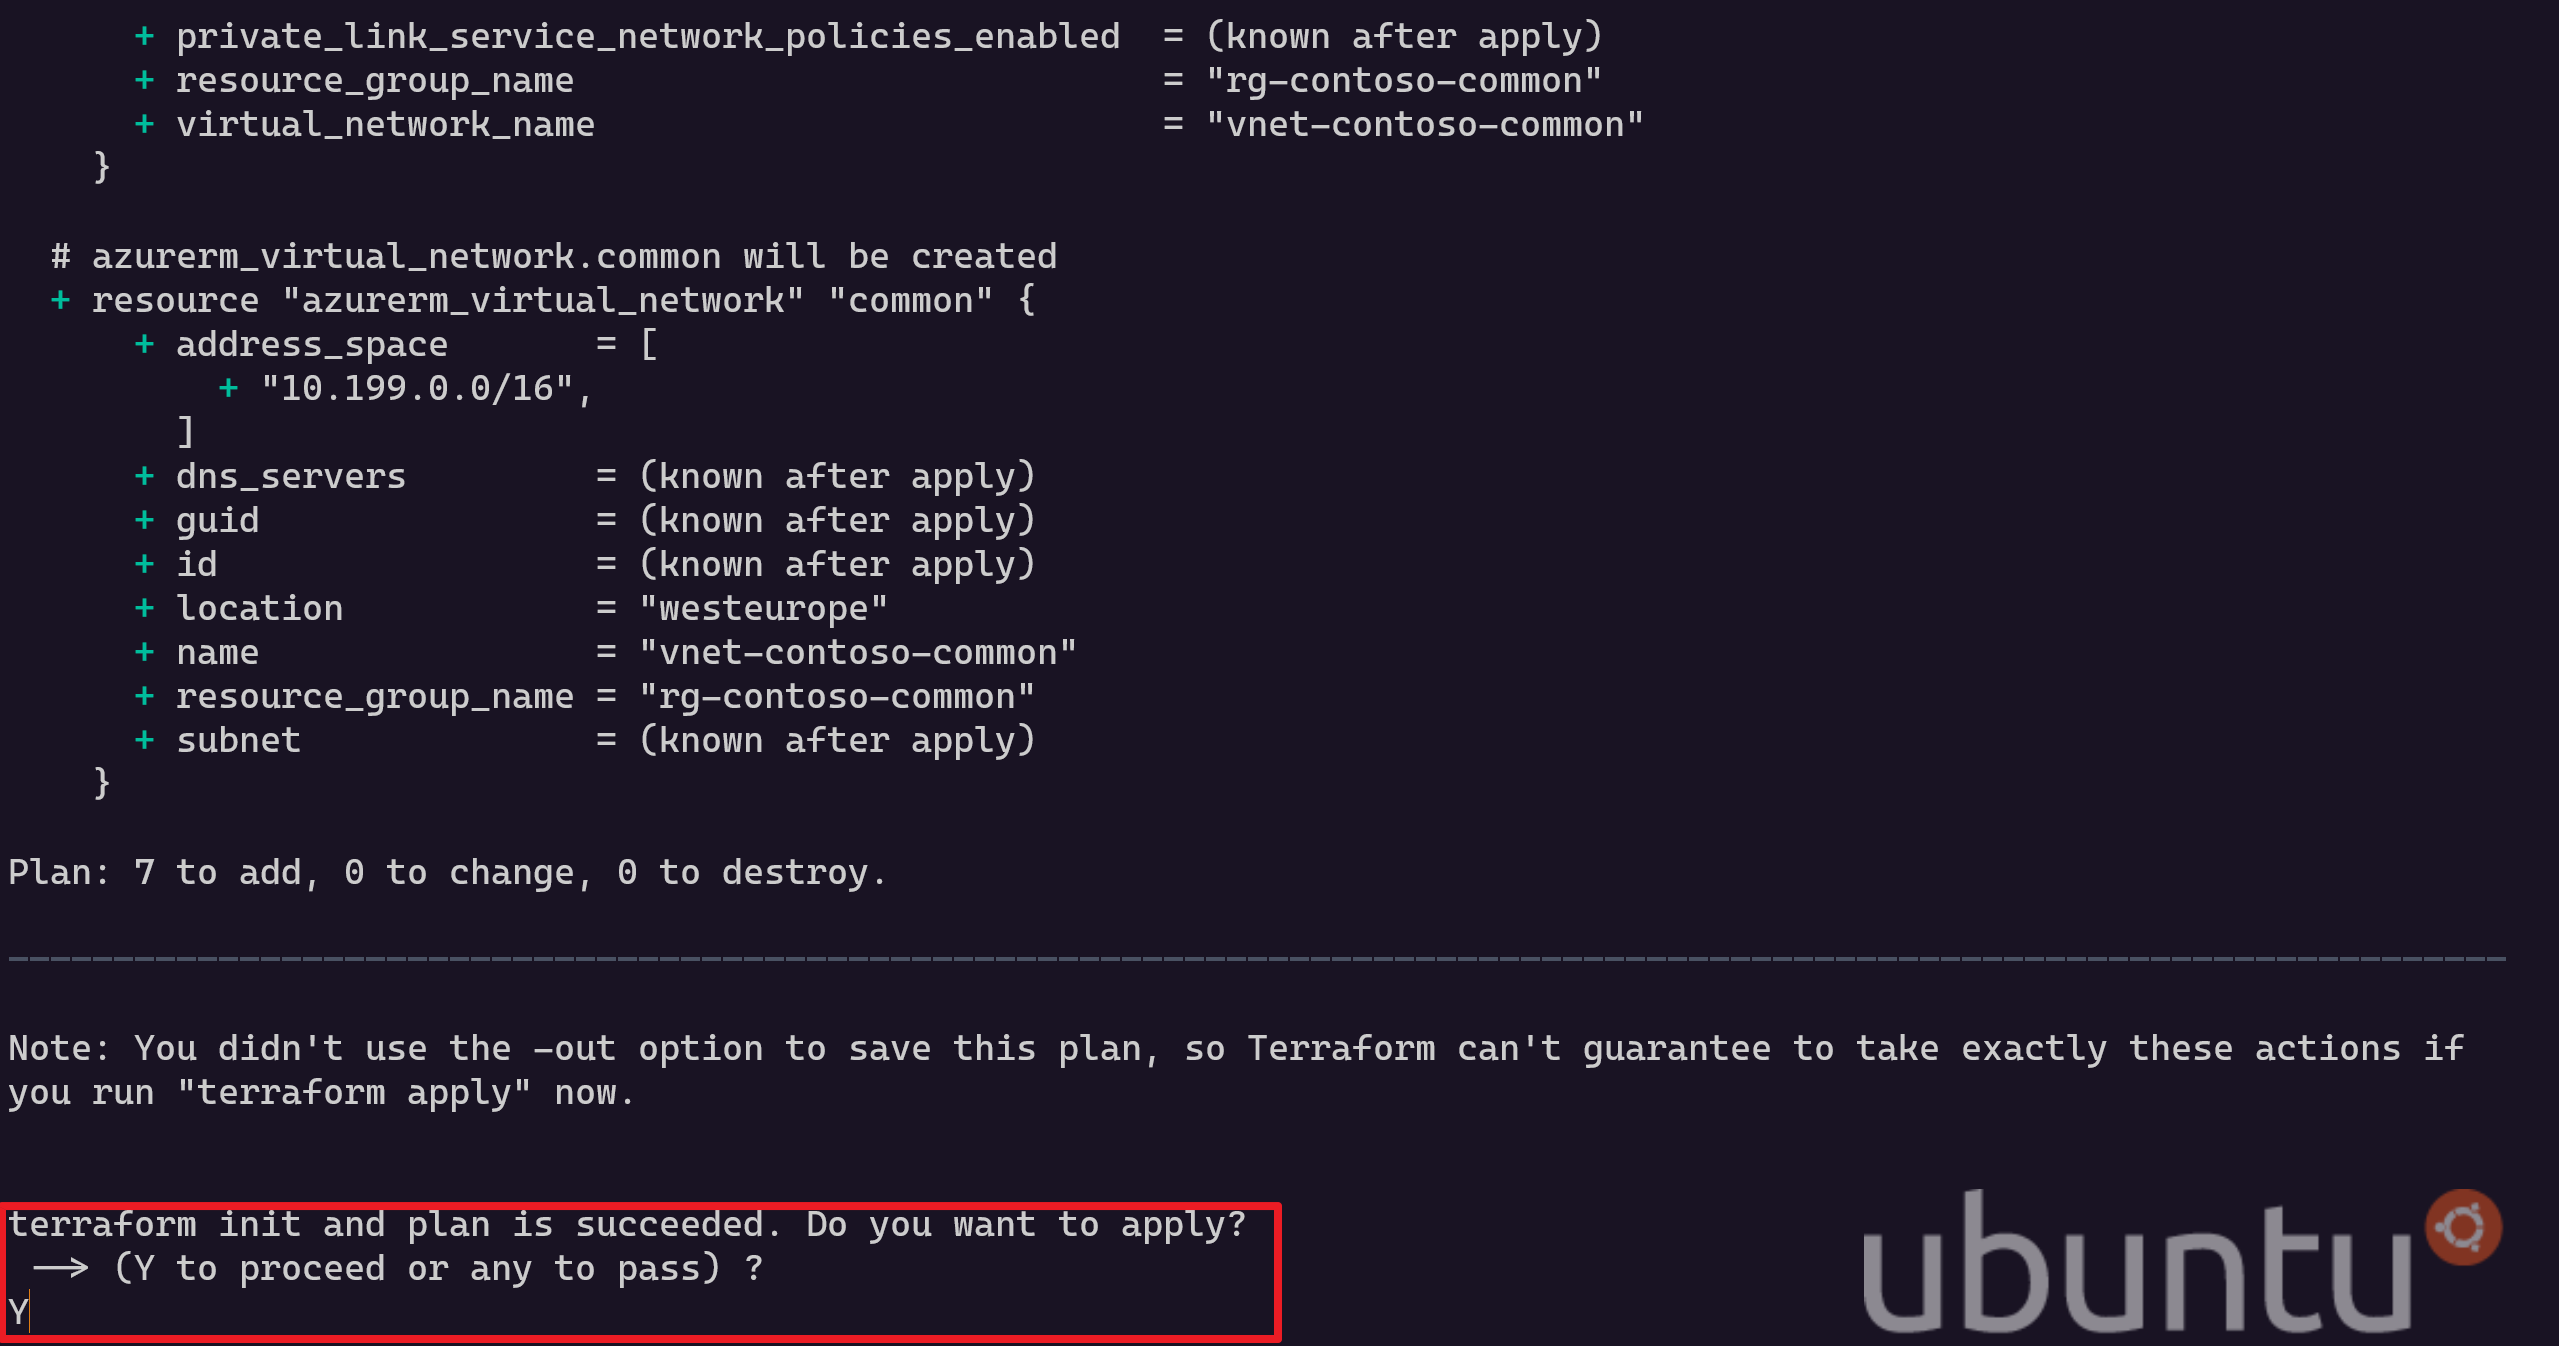 + private_link_service_network_policies_enabled = (known after apply)
+ resource_group_name = "rg-contoso-common"
+ virtual_network_name = "vnet-contoso-common"
}
# azurerm_virtual_network.common will be created
+ resource "azurerm_virtual_network" "common" {
+ address_space = [
+ "10.199.0.0/16",
]
+ dns_servers = (known after apply)
+ guid = (known after apply)
+ id = (known after apply)
+ location = "westeurope"
+ name = "vnet-contoso-common"
+ resource_group_name = "rg-contoso-common"
+ subnet = (known after apply)
}
Plan: 7 to add, 0 to change, 0 to destroy.
-----------------------------------------------------------------------------------------------------------------------
Note: You didn't use the -out option to save this plan, so Terraform can't guarantee to take exactly these actions if
you run "terraform apply" now.
terraform init and plan is succeeded. Do you want to apply?
--> (Y to proceed or any to pass) ?
Y
ubuntu